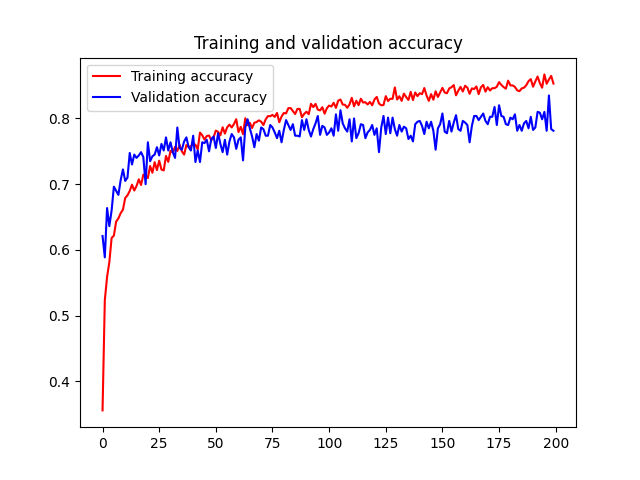 Training and validation accuracy
Training accuracy
Validation accuracy
0.8
0.7
0.6
0.5
0.4
0 25 50 75 100 125 150 175 200